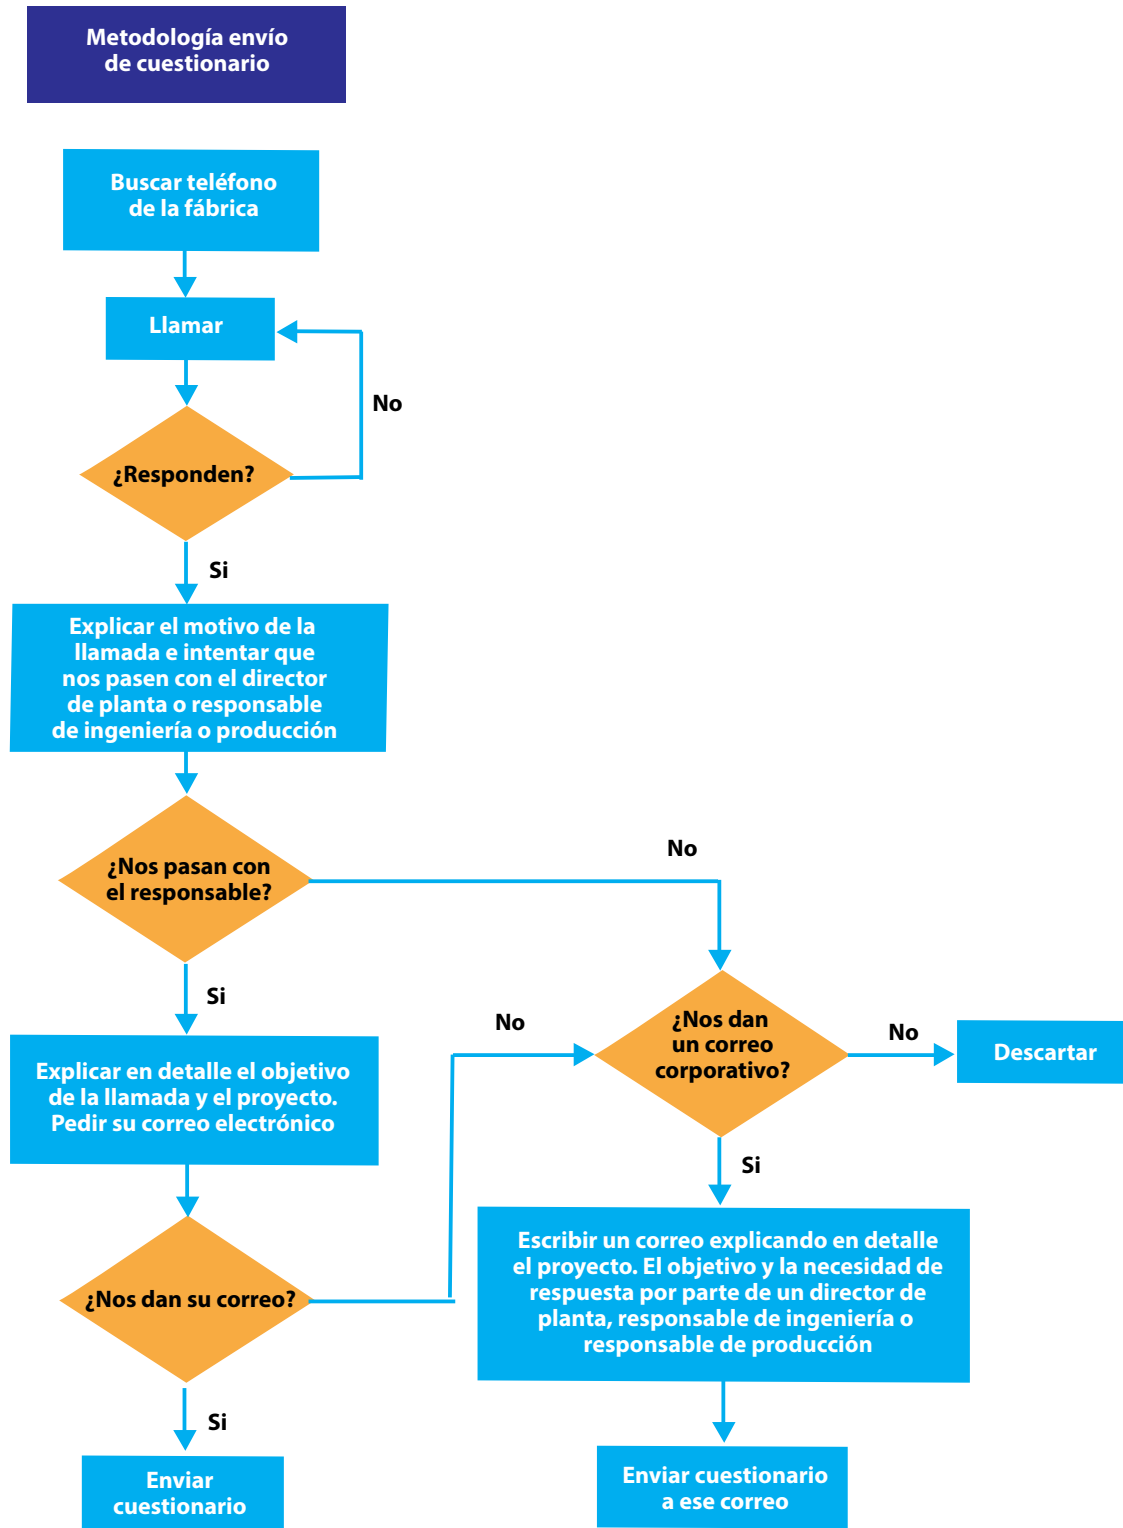 Metodología envío
de cuestionario
Buscar teléfono
de la fábrica
Llamar
No
¿Responden?
Si
Explicar el motivo de la
llamada e intentar que
nos pasen con el director
de planta o responsable
de ingeniería o producción
¿Nos pasan con
el responsable?
No
Si
Explicar en detalle el objetivo
de la llamada y el proyecto.
Pedir su correo electrónico
No
¿Nos dan
un correo
corporativo?
No
Descartar
Si
¿Nos dan su correo?
Escribir un correo explicando en detalle
el proyecto. El objetivo y la necesidad de
respuesta por parte de un director de
planta, responsable de ingeniería o
responsable de producción
Si
Enviar
cuestionario
Enviar cuestionario
a ese correo